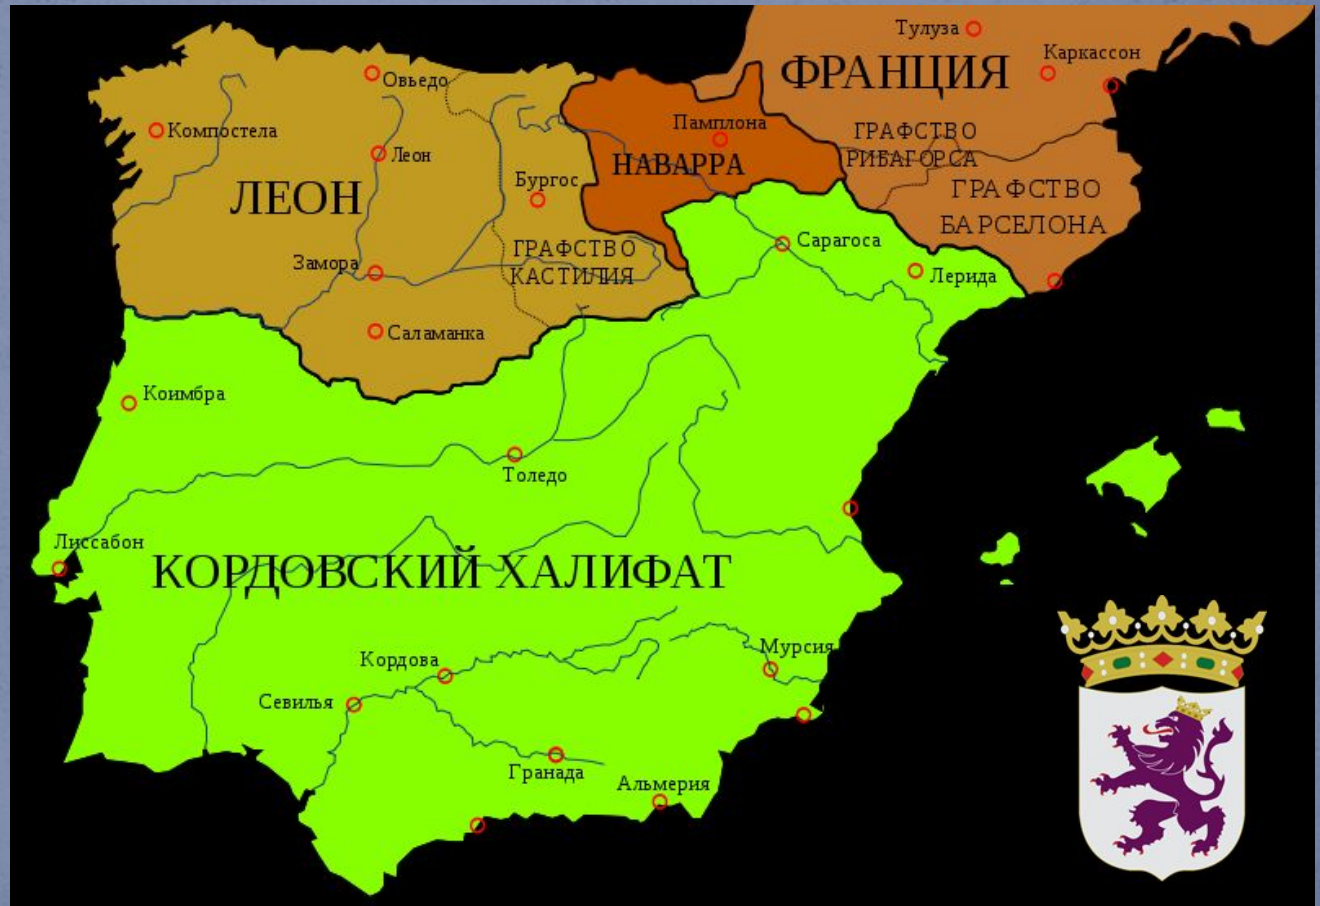 Тулуза
Каркассон
ФРАНЦИЯ
Овьедо
Компостела
Памплона
ГРАФСТВО
РИБАГОРСА
Леон
НАВАРРА
ЛЕОН
Бургос
ГРАФСТВО
БАРСЕЛОНА
Сарагоса
ГРАФСТВО
КАСТИЛИЯ
Замора
Лерида
Саламанка
Коимбра
Толедо
Лиссабон
КОРДОВСКИЙ ХАЛИФАТ
Мурсия
Кордова
Севилья
Гранада
Альмерия